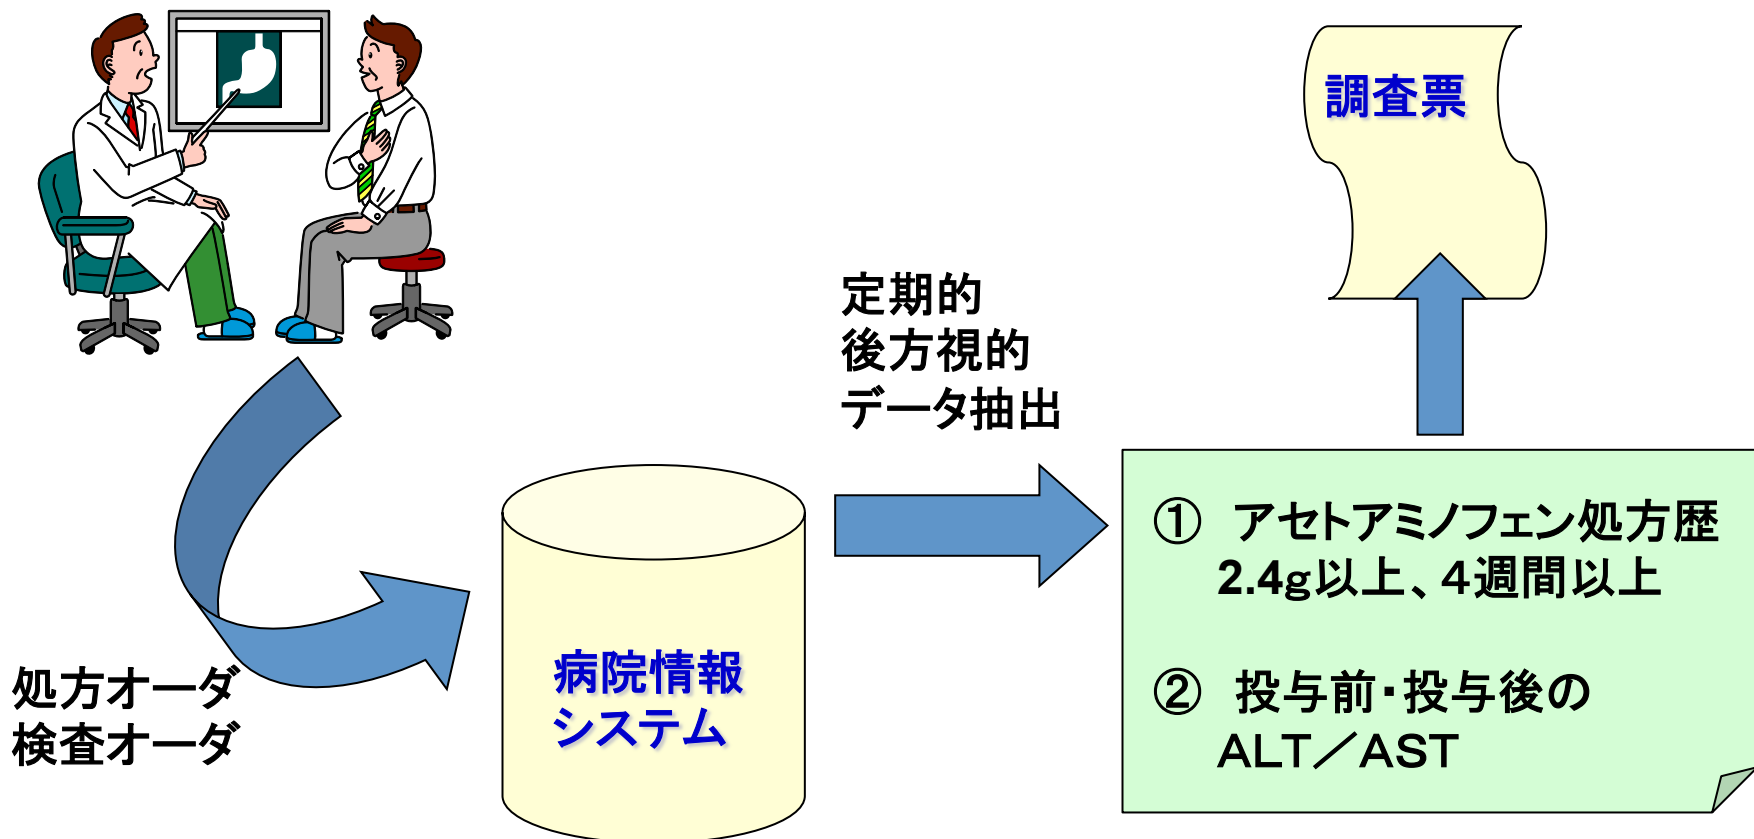 調査票
定期的
後方視的
データ抽出
処方オーダ
検査オーダ
病院情報
システム
① アセトアミノフェン処方歴
2.4g以上、４週間以上
② 投与前・投与後の
ＡＬＴ／ＡＳＴ